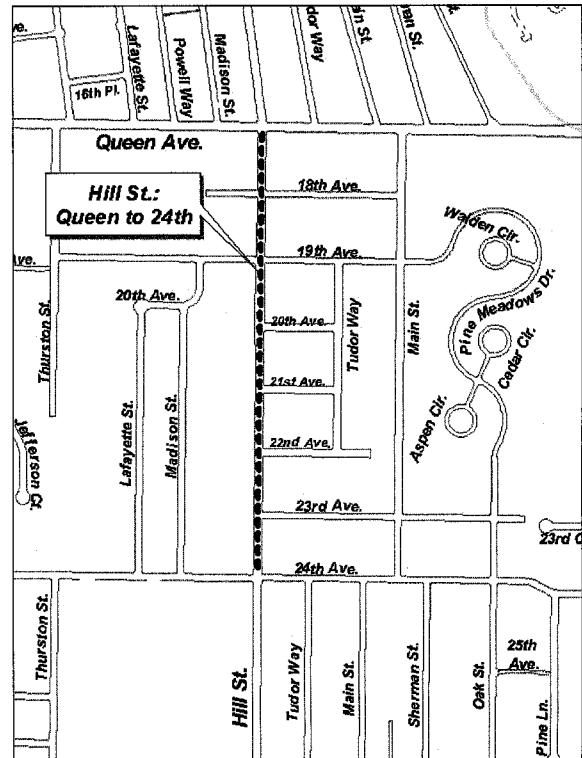 ve.
Lafayette St.
Powell Way
Madison St.
16th Pl.
Queen Ave.
Hill St.:
Queen to 24th
18th Ave.
19th Ave.
Walden Cir.
Pine Meadows Dr.
ve.
20th Ave.
Thurston St.
20th Ave.
Tudor Way
Main St.
Cedar Cir.
21st Ave.
Aspen Cir.
Jefferson Ct.
Lafayette St.
Madison St.
22nd Ave.
23rd Ave.
23rd C
24th Ave.
Thurston St.
Hill St.
Tudor Way
Main St.
Sherman St.
Oak St.
25th
Ave.
Pine Ln.